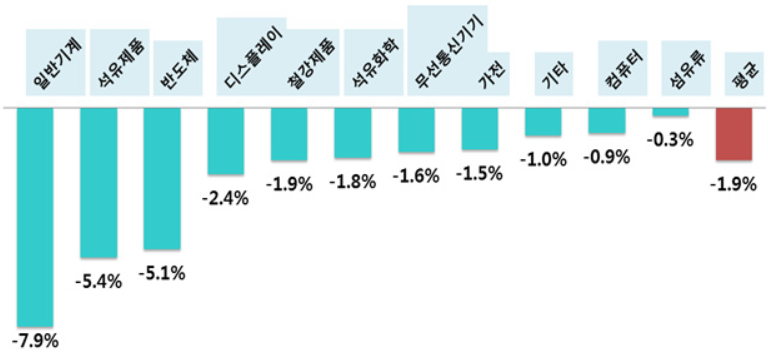 일반기계
석유제품
반도체
디스플레이
철강제품
석유화학
무선통신기기
가전
기타
컴퓨터
섬유류
평균
-7.9%
-5.4%
-5.1%
-2.4%
-1.9%
-1.8%
-1.6%
-1.5%
-1.0%
-0.9%
-0.3%
-1.9%